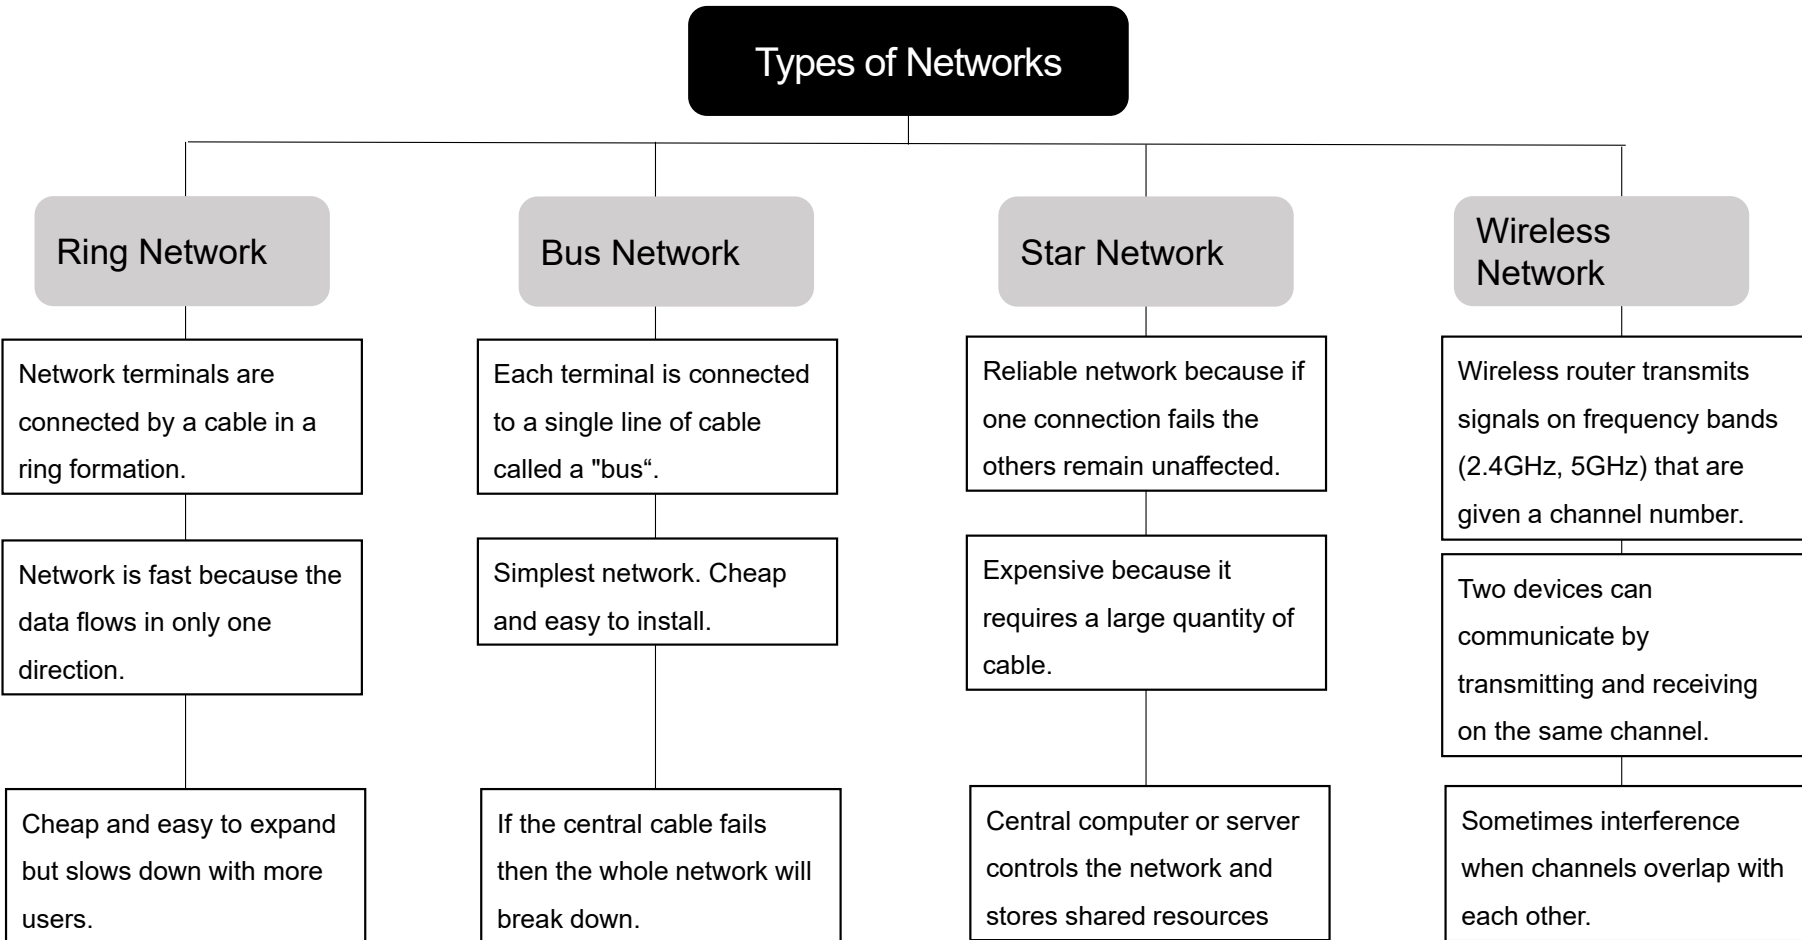 Types of Networks
Ring Network
Network terminals are
connected by a cable in a
ring formation.
Network is fast because the
data flows in only one
direction.
Cheap and easy to expand
but slows down with more
users.
Bus Network
Each terminal is connected
to a single line of cable
called a "bus“.
Simplest network. Cheap
and easy to install.
If the central cable fails
then the whole network will
break down.
Star Network
Reliable network because if
one connection fails the
others remain unaffected.
Expensive because it
requires a large quantity of
cable.
Central computer or server
controls the network and
stores shared resources
Wireless
Network
Wireless router transmits
signals on frequency bands
(2.4GHz, 5GHz) that are
given a channel number.
Two devices can
communicate by
transmitting and receiving
on the same channel.
Sometimes interference
when channels overlap with
each other.